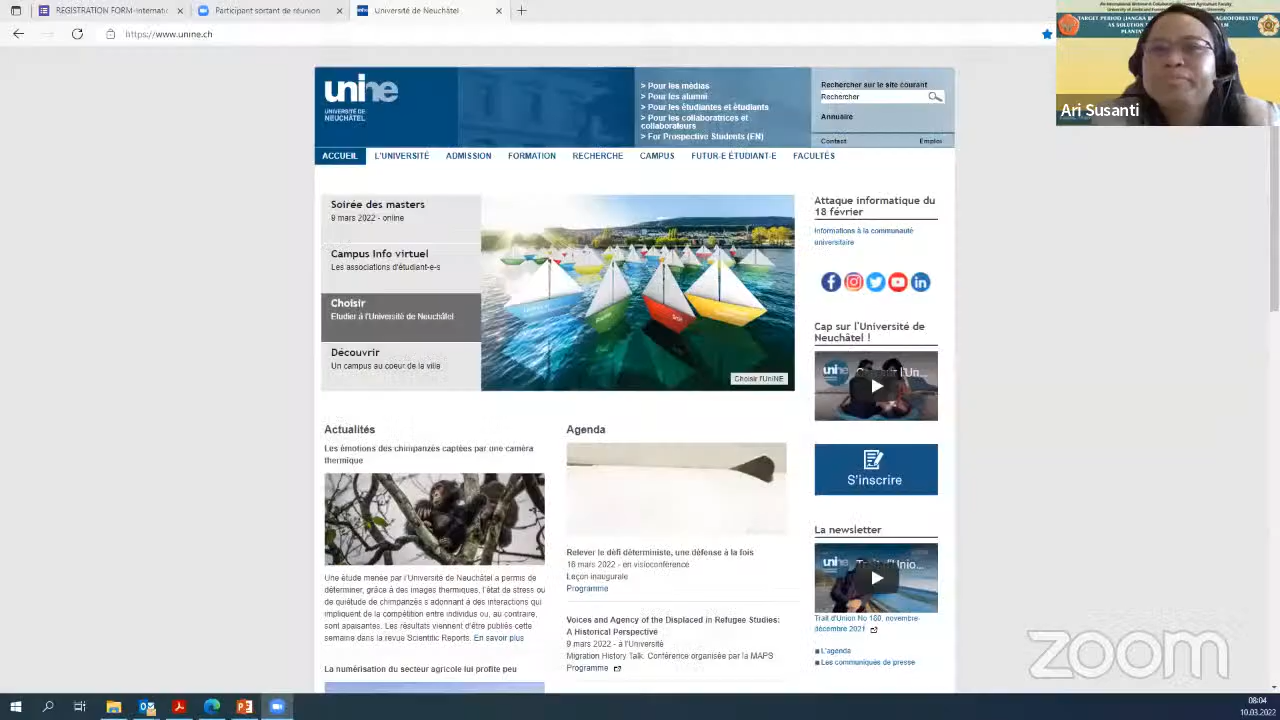 REGISTRATION FORM-Internatio
Participant sortant de réunion
Université de Neuchâtel
https://www.unine.ch
Ari Susanti
unine
UNIVERSITÉ DE
NEUCHÂTEL
> Pour les médias
> Pour les alumni
> Pour les étudiantes et étudiants
> Pour les collaboratrices et
collaborateurs
> For Prospective Students (EN)
Rechercher sur le site courant
Rechercher
Annuaire
Contact
Emploi
ACCUEIL
L'UNIVERSITÉ
ADMISSION
FORMATION
RECHERCHE
CAMPUS
FUTUR-E ÉTUDIANT-E
FACULTÉS
Soirée des masters
9 mars 2022 - online
Campus Info virtuel
Les associations d'étudiant-e-s
Choisir
Etudier à l'Université de Neuchâtel
Découvrir
Un campus au coeur de la ville
Choisir l'UniNE
Attaque informatique du
18 février
Informations à la communauté
universitaire
Cap sur l'Université de
Neuchâtel !
S'inscrire
La newsletter
Trait d'Union No 180, novembre-
décembre 2021
L'agenda
Les communiqués de presse
Actualités
Les émotions des chimpanzés captées par une caméra
thermique
Une étude menée par l'Université de Neuchâtel a permis de
déterminer, grâce à des images thermiques, l'état de stress ou
de quiétude de chimpanzés s'adonnant à des interactions qui
impliquent de la compétition entre individus ou, au contraire,
sont apaisantes. Les résultats viennent d'être publiés cette
semaine dans la revue Scientific Reports. En savoir plus
La numérisation du secteur agricole lui profite peu
Agenda
Relever le défi déterministe, une défense à la fois
16 mars 2022 - en visioconférence
Leçon inaugurale
Programme
Voices and Agency of the Displaced in Refugee Studies:
A Historical Perspective
9 mars 2022 - à l'Université
Migration History Talk. Conférence organisée par la MAPS
Programme
zoom
08:04
10.03.2022